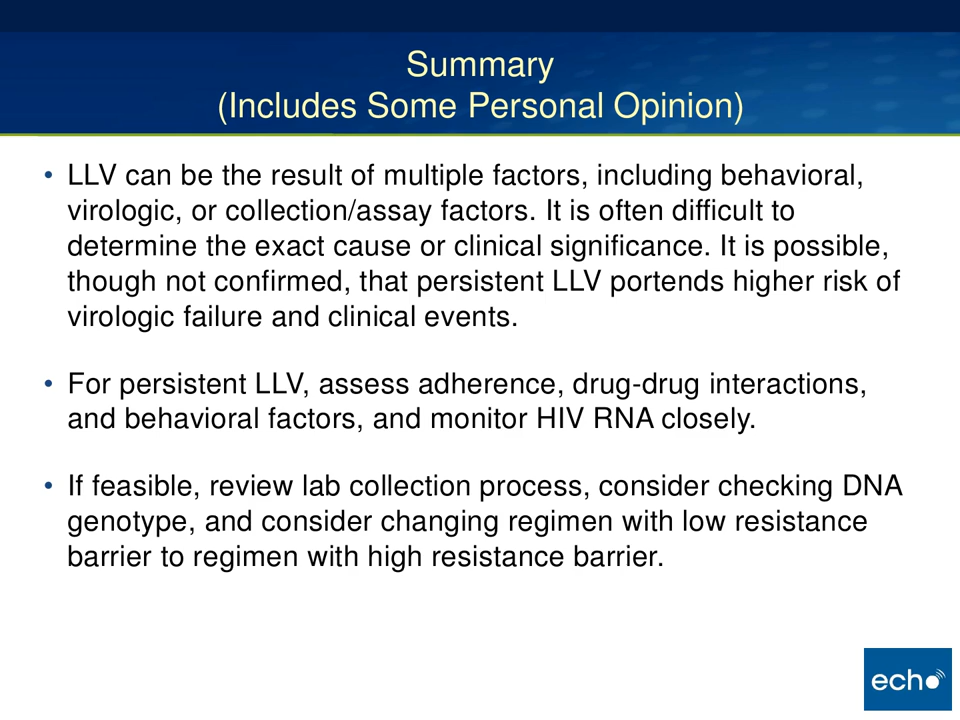 Summary
(Includes Some Personal Opinion)
• LLV can be the result of multiple factors, including behavioral,
virologic, or collection/assay factors. It is often difficult to
determine the exact cause or clinical significance. It is possible,
though not confirmed, that persistent LLV portends higher risk of
virologic failure and clinical events.
• For persistent LLV, assess adherence, drug-drug interactions,
and behavioral factors, and monitor HIV RNA closely.
• If feasible, review lab collection process, consider checking DNA
genotype, and consider changing regimen with low resistance
barrier to regimen with high resistance barrier.
echo